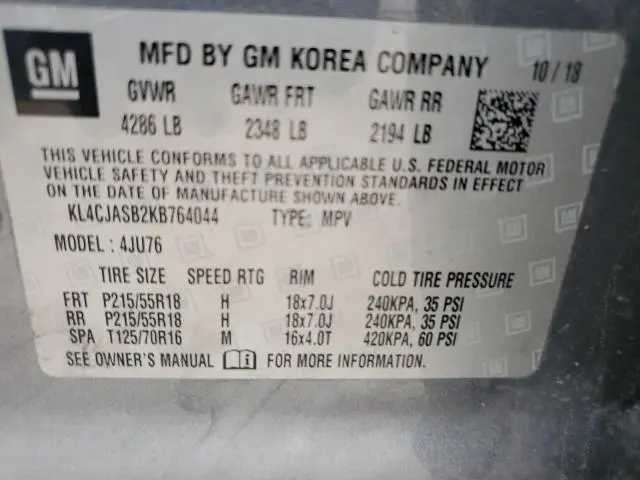 GM MFD BY GM KOREA COMPANY 10/18
GVWR GAWR FRT GAWR RR
4286 LB 2348 LB 2194 LB
THIS VEHICLE CONFORMS TO ALL APPLICABLE U.S. FEDERAL MOTOR
VEHICLE SAFETY AND THEFT PREVENTION STANDARDS IN EFFECT
ON THE DATE OF MANUFACTURE SHOWN ABOVE.
KL4CJASB2KB764044 TYPE: MPV
MODEL: 4JU76
TIRE SIZE SPEED RTG RIM COLD TIRE PRESSURE
FRT P215/55R18 H 18x7.0J 240KPA, 35 PSI
RR P215/55R18 H 18x7.0J 240KPA, 35 PSI
SPA T125/70R16 M 16x4.0T 420KPA, 60 PSI
SEE OWNER'S MANUAL FOR MORE INFORMATION.